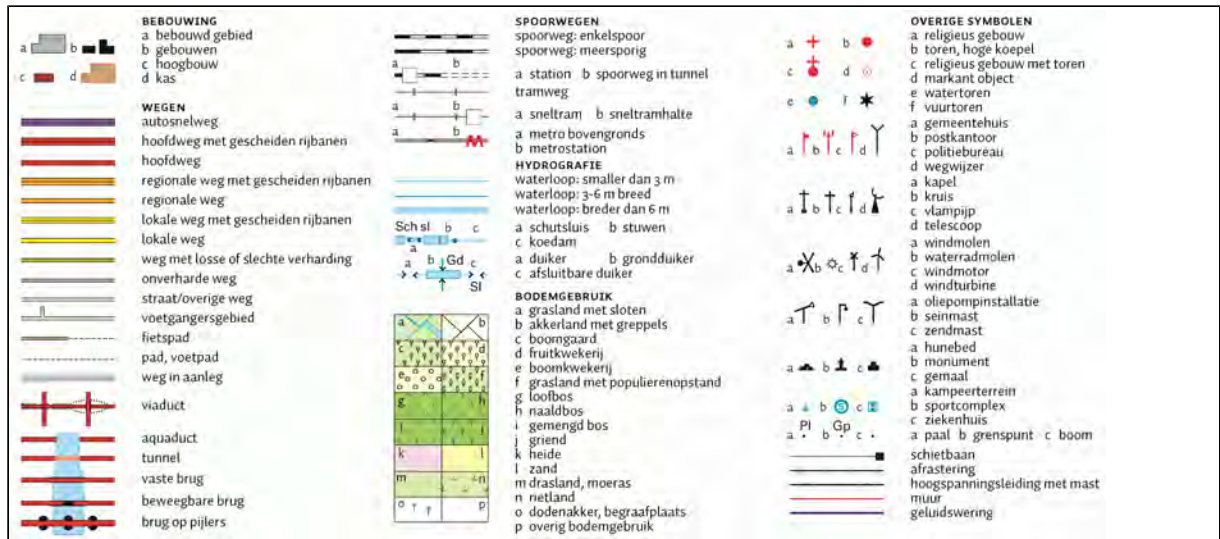 BEBOUWING
a bebouwd gebied
a b b gebouwen
c d c hoogbouw
d kas
WEGEN
autosnelweg
hoofdweg met gescheiden rijbanen
hoofdweg
regionale weg met gescheiden rijbanen
regionale weg
lokale weg met gescheiden rijbanen
lokale weg
weg met losse of slechte verharding
onverharde weg
straat/overige weg
voetgangersgebied
fietspad
pad, voetpad
weg in aanleg
viaduct
aquaduct
tunnel
vaste brug
beweegbare brug
brug op pijlers
SPOORWEGEN
spoorweg: enkelspoor
spoorweg: meersporig
a b
a station b spoorweg in tunnel
tramweg
a b
a sneltram b sneltramhalte
a b a metro bovengronds
b metrostation
HYDROGRAFIE
waterloop: smaller dan 3 m
waterloop: 3-6 m breed
waterloop: breder dan 6 m
Sch sl b c a schutsluis b stuwen
a c koedam
a b Gd c a duiker b grondduiker
Sl c afsluitbare duiker
BODEMGEBRUIK
a b a grasland met sloten
b akkerland met greppels
c d c boomgaard
d fruitkwekerij
e f e boomkwekerij
f grasland met populierenopstand
g h g loofbos
h naaldbos
i j i gemengd bos
j griend
k l k heide
l zand
m n m drasland, moeras
n rietland
o p o dodenakker, begraafplaats
p overig bodemgebruik
OVERIGE SYMBOLEN
a religieus gebouw
a b b toren, hoge koepel
c religieus gebouw met toren
c d d markant object
e watertoren
e f f vuurtoren
a gemeentehuis
b postkantoor
a b c d c politiebureau
d wegwijzer
a kapel
b kruis
a b c d c vlampijp
d telescoop
a windmolen
b waterradmolen
a b c d c windmotor
d windturbine
a oliepompinstallatie
a b c b seinmast
c zendmast
a hunebed
a b c b monument
c gemaal
a kampeerterrein
a b S c b sportcomplex
c ziekenhuis
Pl Gp
a b c a paal b grenspunt c boom
schietbaan
afrastering
hoogspanningsleiding met mast
muur
geluidswering